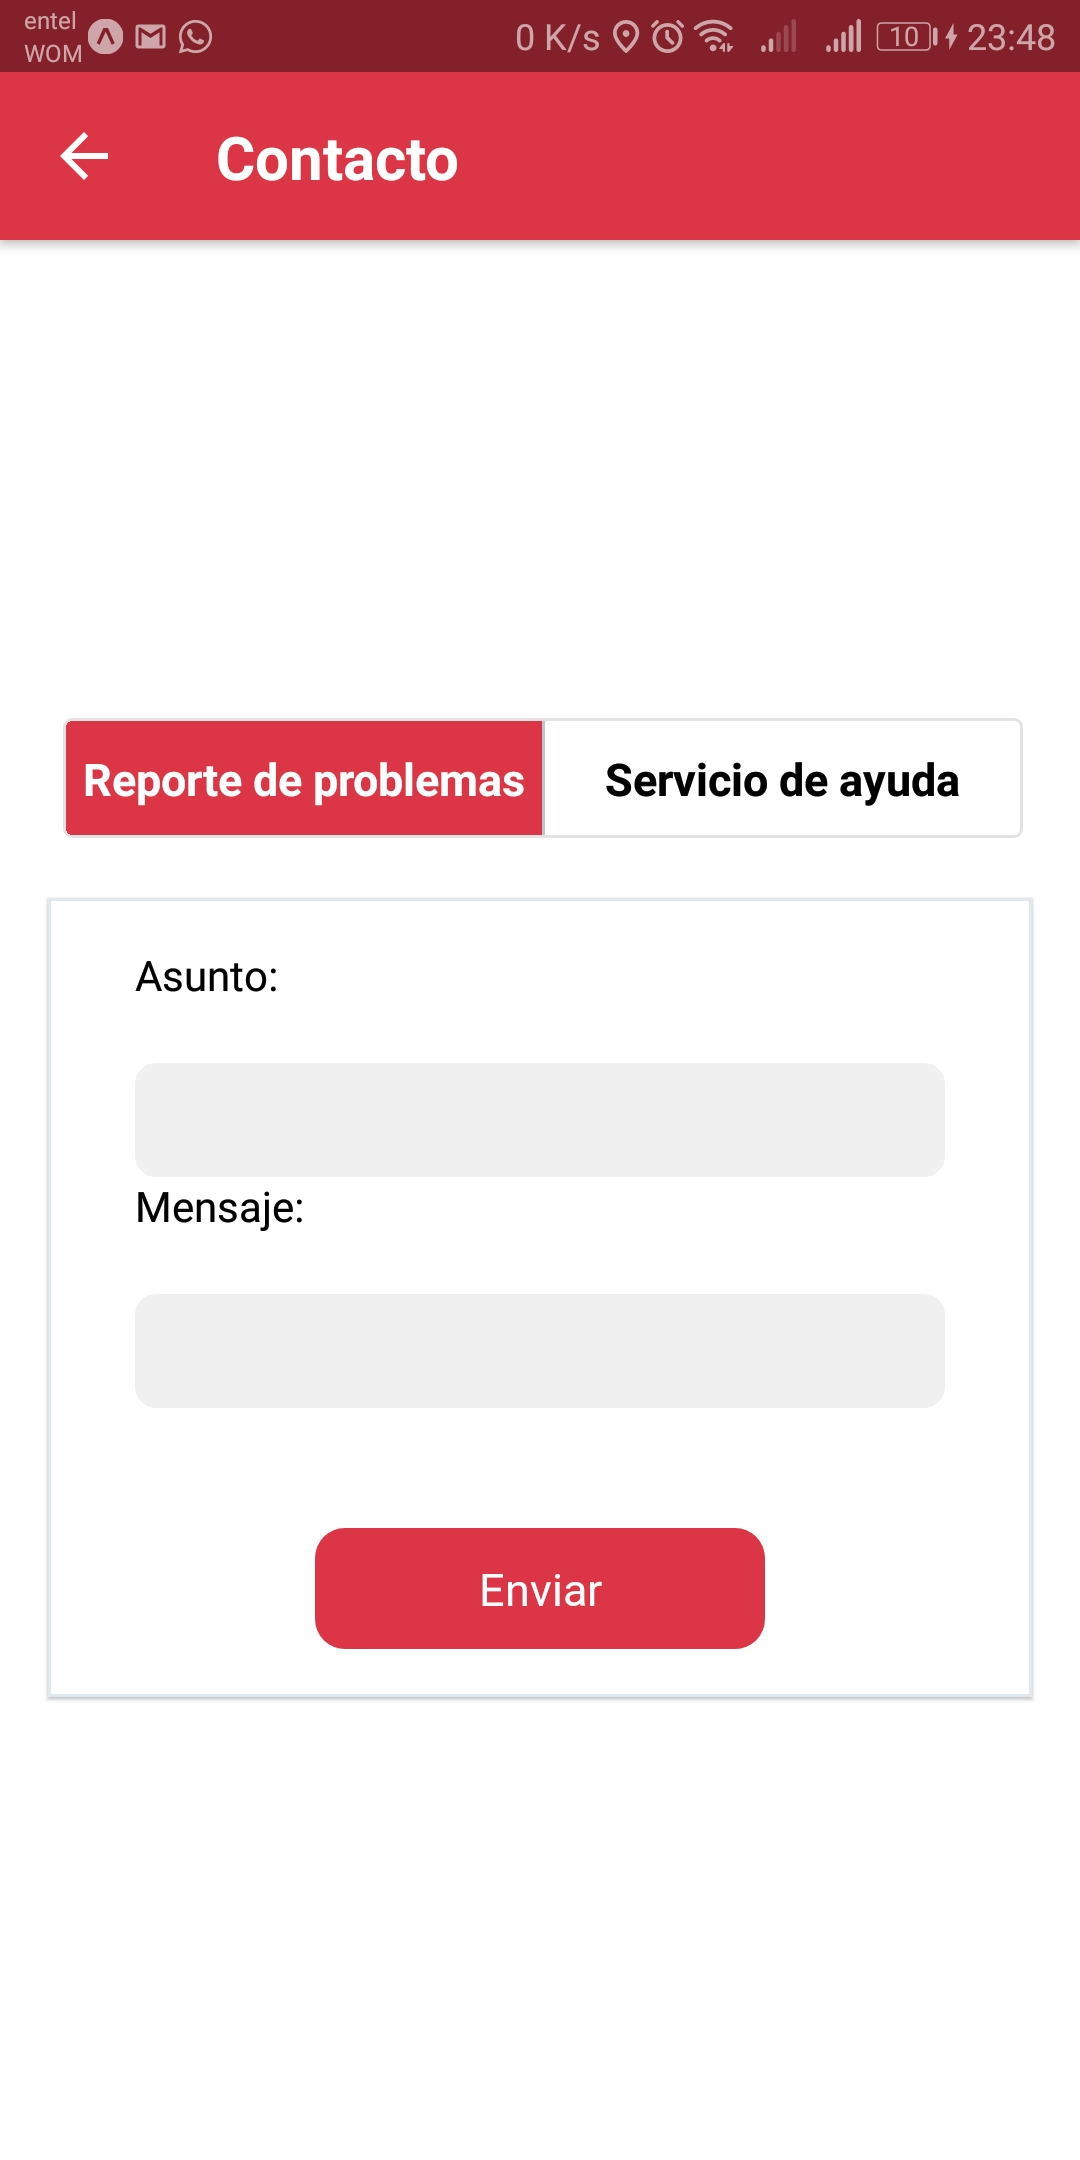 entel
WOM
0 K/s 10 23:48
Contacto
Reporte de problemas
Servicio de ayuda
Asunto:
Mensaje:
Enviar